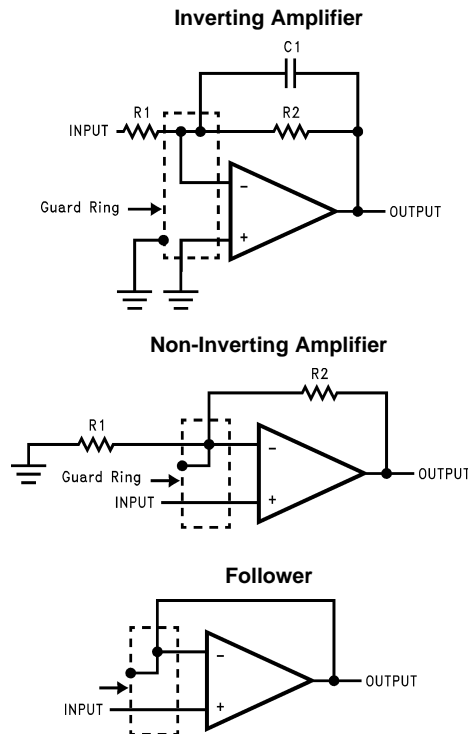 Inverting Amplifier
C1
R1
R2
INPUT
Guard Ring
−
+
OUTPUT
Non-Inverting Amplifier
R2
R1
−
Guard Ring
OUTPUT
INPUT
+
Follower
−
OUTPUT
INPUT
+